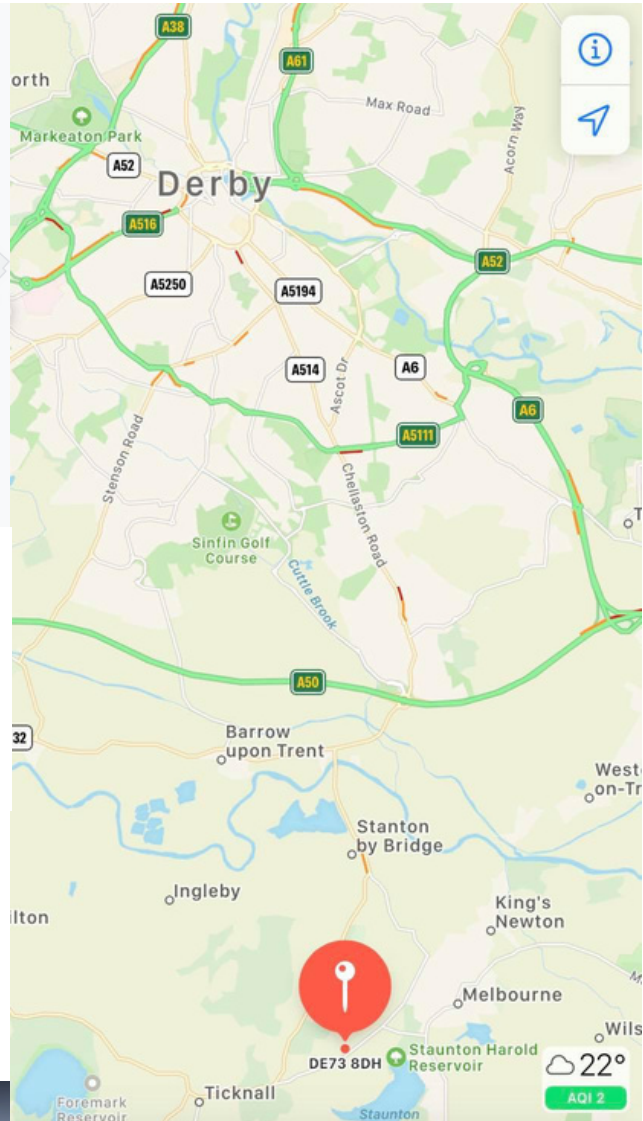 A38
A61
orth
Max Road
Acorn Way
Markeaton Park
A52
Derby
A516
A52
A5250
A5194
A514
Ascot Dr
A6
A6
A5111
Stenson Road
Chellaston Road
T
Sinfin Golf
Course
Cuttle Brook
A50
32
Barrow
upon Trent
West
on-Tr
Stanton
by Bridge
Ingleby
King's
Newton
ilton
M
Melbourne
Wils
DE73 8DH
Staunton Harold
Reservoir
22°
Ticknall
AQI 2
Foremark
Reservoir
Staunton